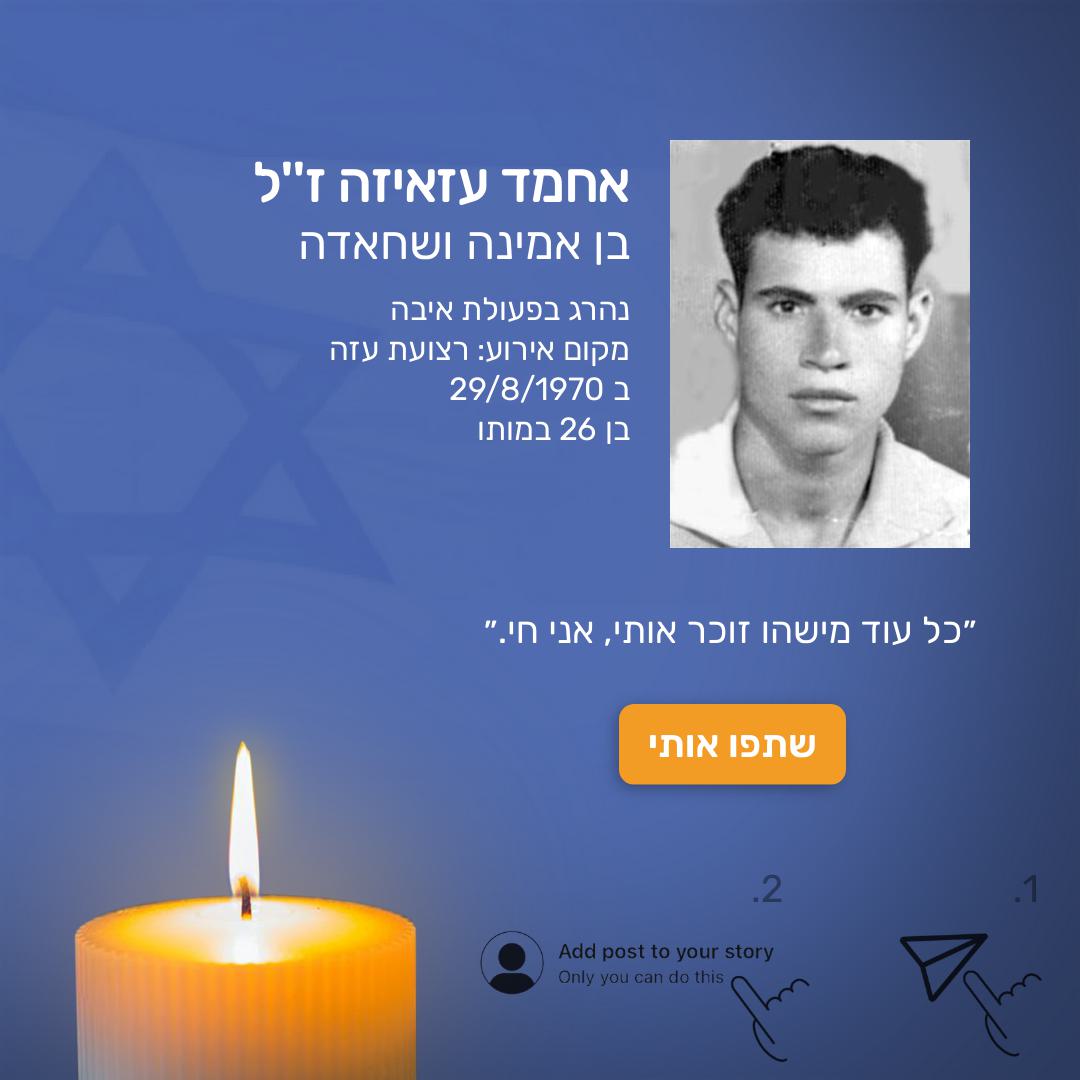 אחמד עזאיזה ז"ל
בן אמינה ושחאדה
נהרג בפעולת איבה
מקום אירוע: רצועת עזה
ב 29/8/1970
בן 26 במותו
״כל עוד מישהו זוכר אותי, אני חי.״
שתפו אותי
1.
2.
Add post to your story
Only you can do this